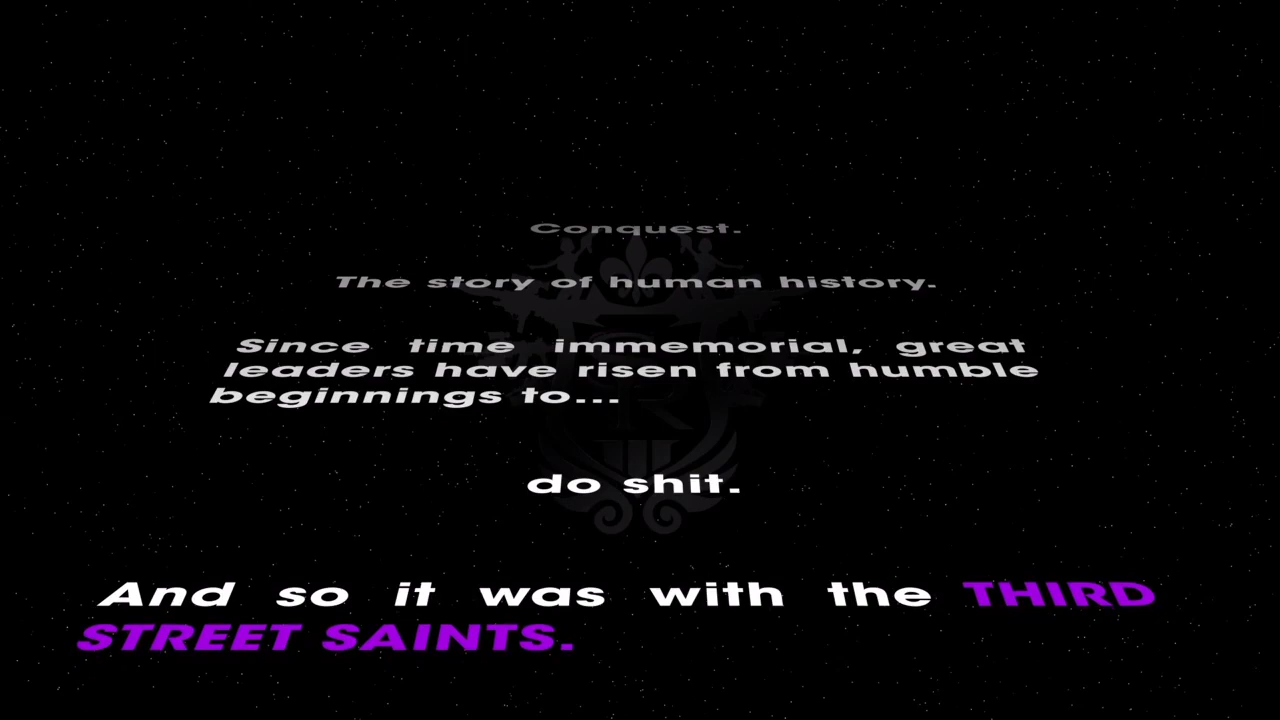 Conquest.
The story of human history.
Since time immemorial, great
leaders have risen from humble
beginnings to...
do shit.
And so it was with the THIRD
STREET SAINTS.